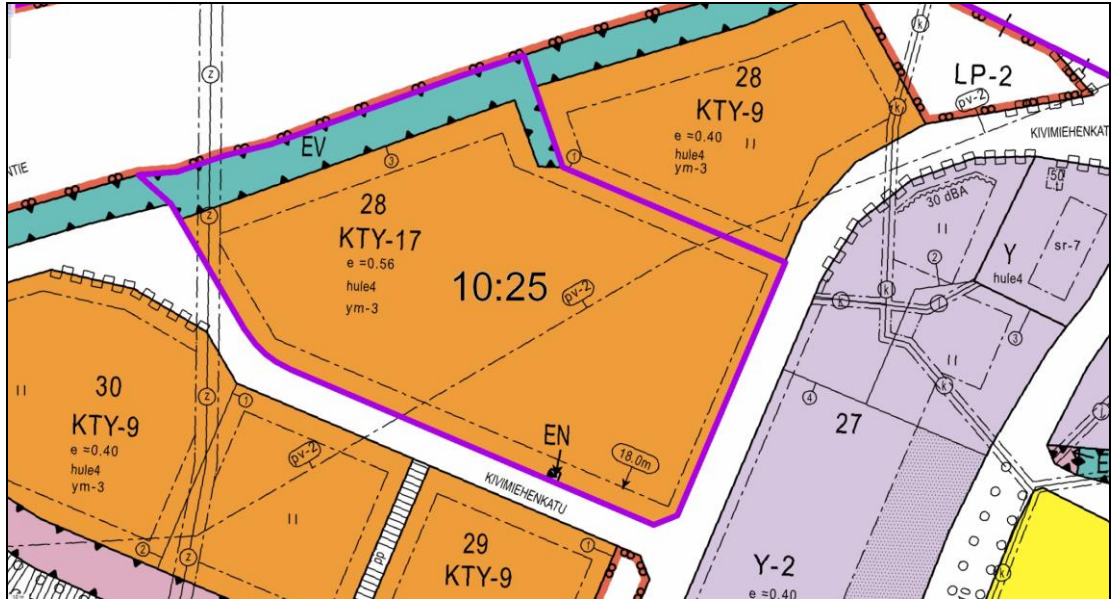 EV
3
28
KTY-17
e =0.56
hule4
ym-3
10:25
pv-2
EN
18.0m
KIVIMIEHENKATU
28
KTY-9
e =0.40
II
hule4
ym-3
1
LP-2
pv-2
KIVIMIEHENKAT
NTIE
z
z
z
z
k
k
k
k
k
k
30 dBA
II
2
50
sr-7
Y
hule4
3
II
4
27
Y-2
e =0.40
30
KTY-9
e =0.40
hule4
ym-3
II
1
pv-2
II
2
pp
29
KTY-9
1